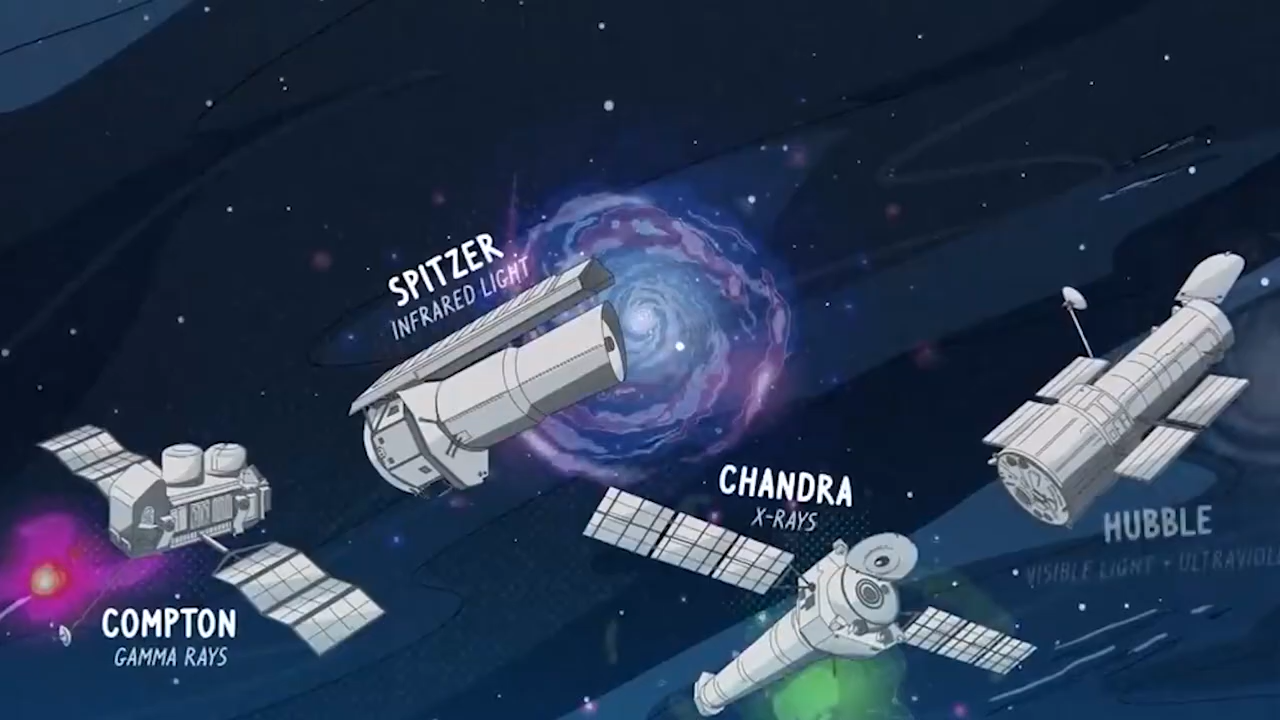 SPITZER
INFRARED LIGHT
CHANDRA
X-RAYS
HUBBLE
VISIBLE LIGHT + 
COMPTON
GAMMA RAYS